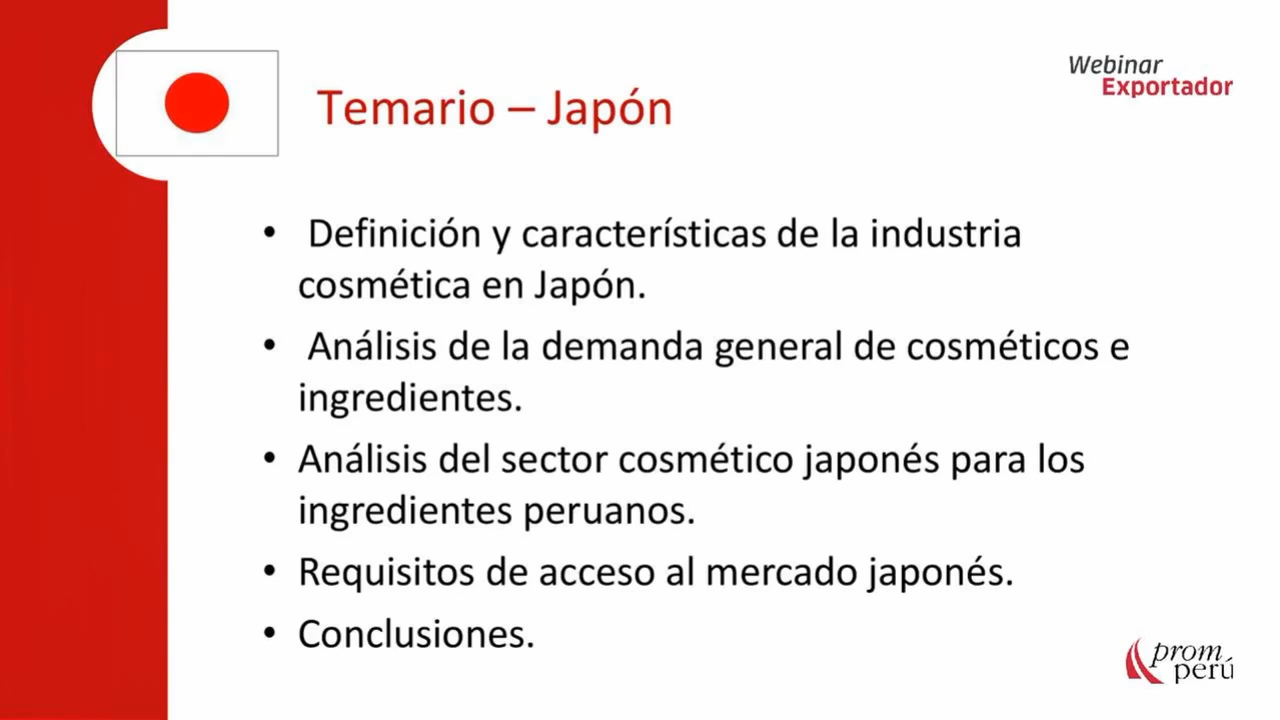 Webinar
Exportador
Temario – Japón
• Definición y características de la industria
cosmética en Japón.
• Análisis de la demanda general de cosméticos e
ingredientes.
• Análisis del sector cosmético japonés para los
ingredientes peruanos.
• Requisitos de acceso al mercado japonés.
• Conclusiones.
prom
perú